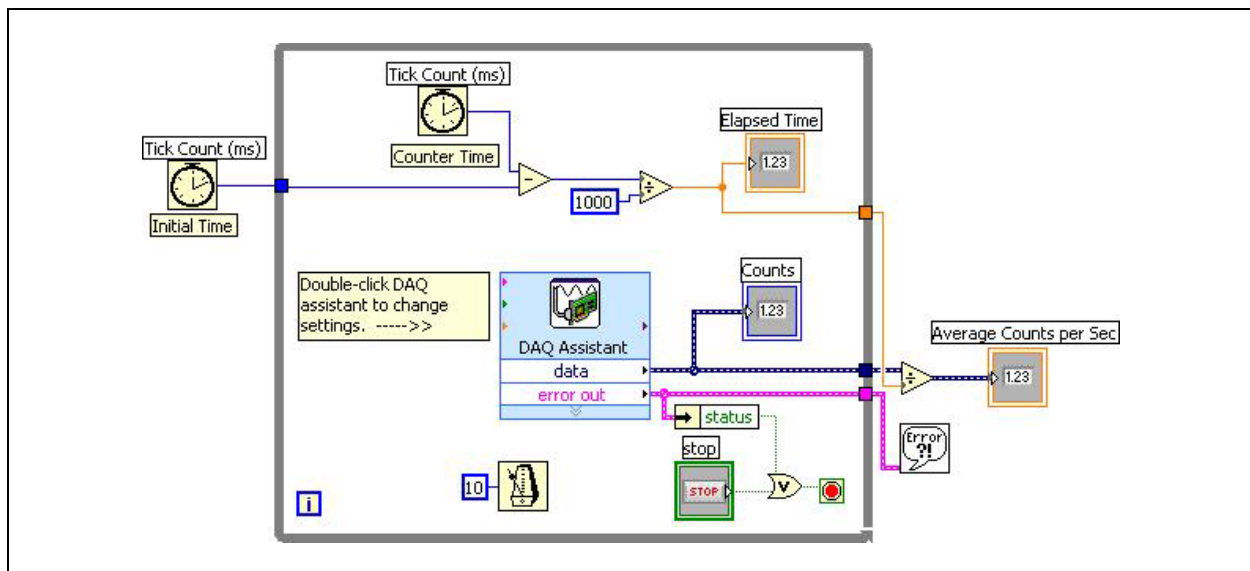 Tick Count (ms)
Counter Time
Tick Count (ms)
Initial Time
1000
Elapsed Time
1.23
Double-click DAQ
assistant to change
settings. ----->>
DAQ Assistant
data
error out
Counts
1.23
Average Counts per Sec
1.23
status
Error
?!
stop
STOP
10
i